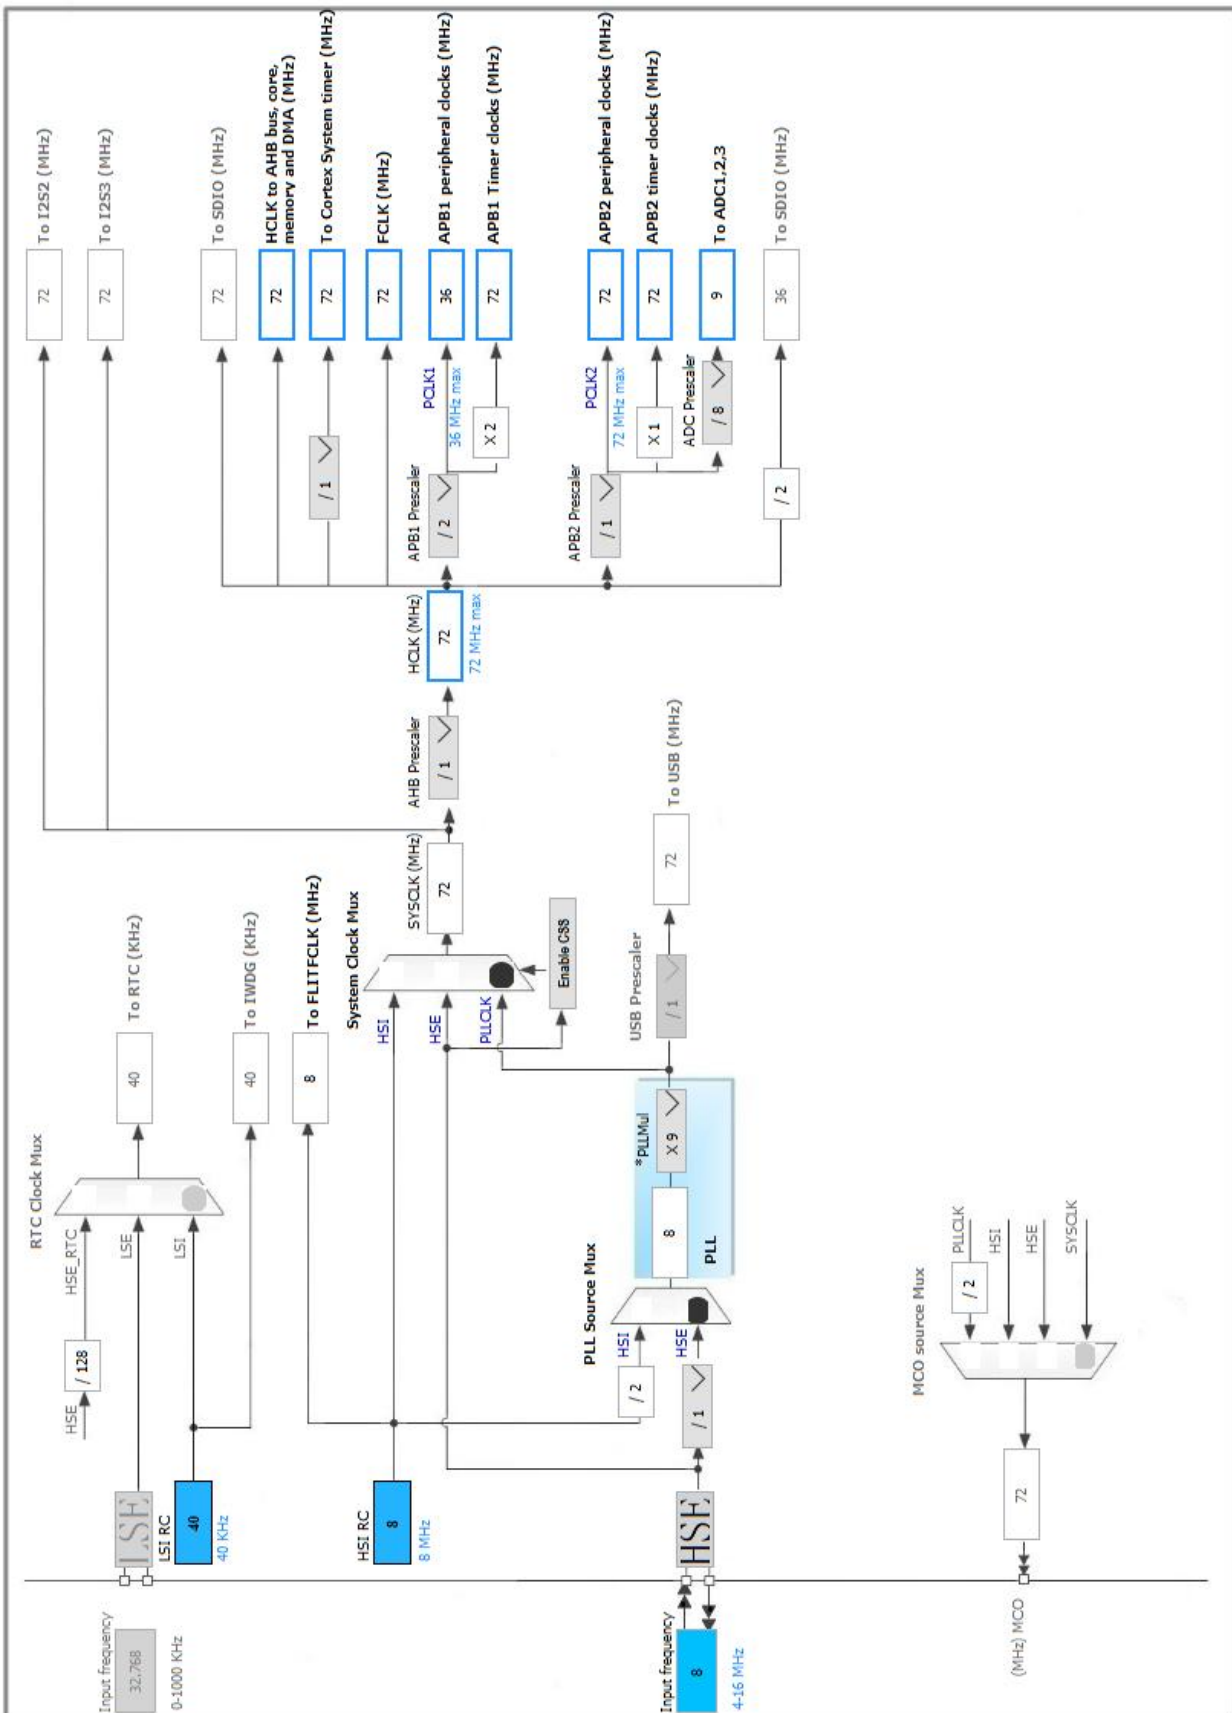 Input frequency
32.768
0-1000 KHz
LSE
LSI RC
40
40 KHz
HSE
/ 128
HSE_RTC
LSE
LSI
RTC Clock Mux
40
To RTC (KHz)
40
To IWDG (KHz)
HSI RC
8
8 MHz
8
To FLITFCLK (MHz)
Input frequency
8
4-16 MHz
HSE
/ 1
/ 2
HSI
HSE
PLL Source Mux
8
*PLLMul
X 9
PLL
HSI
HSE
PLLCLK
System Clock Mux
Enable CSS
USB Prescaler
/ 1
72
To USB (MHz)
SYSCLK (MHz)
72
AHB Prescaler
/ 1
HCLK (MHz)
72
72 MHz max
72
To I2S2 (MHz)
72
To I2S3 (MHz)
72
To SDIO (MHz)
72
HCLK to AHB bus, core,
memory and DMA (MHz)
/ 1
72
To Cortex System timer (MHz)
72
FCLK (MHz)
APB1 Prescaler
/ 2
PCLK1
36 MHz max
36
APB1 peripheral clocks (MHz)
X 2
72
APB1 Timer clocks (MHz)
APB2 Prescaler
/ 1
PCLK2
72 MHz max
72
APB2 peripheral clocks (MHz)
X 1
72
APB2 timer clocks (MHz)
ADC Prescaler
/ 8
9
To ADC1,2,3
/ 2
36
To SDIO (MHz)
MCO source Mux
PLLCLK
/ 2
HSI
HSE
SYSCLK
72
(MHz) MCO